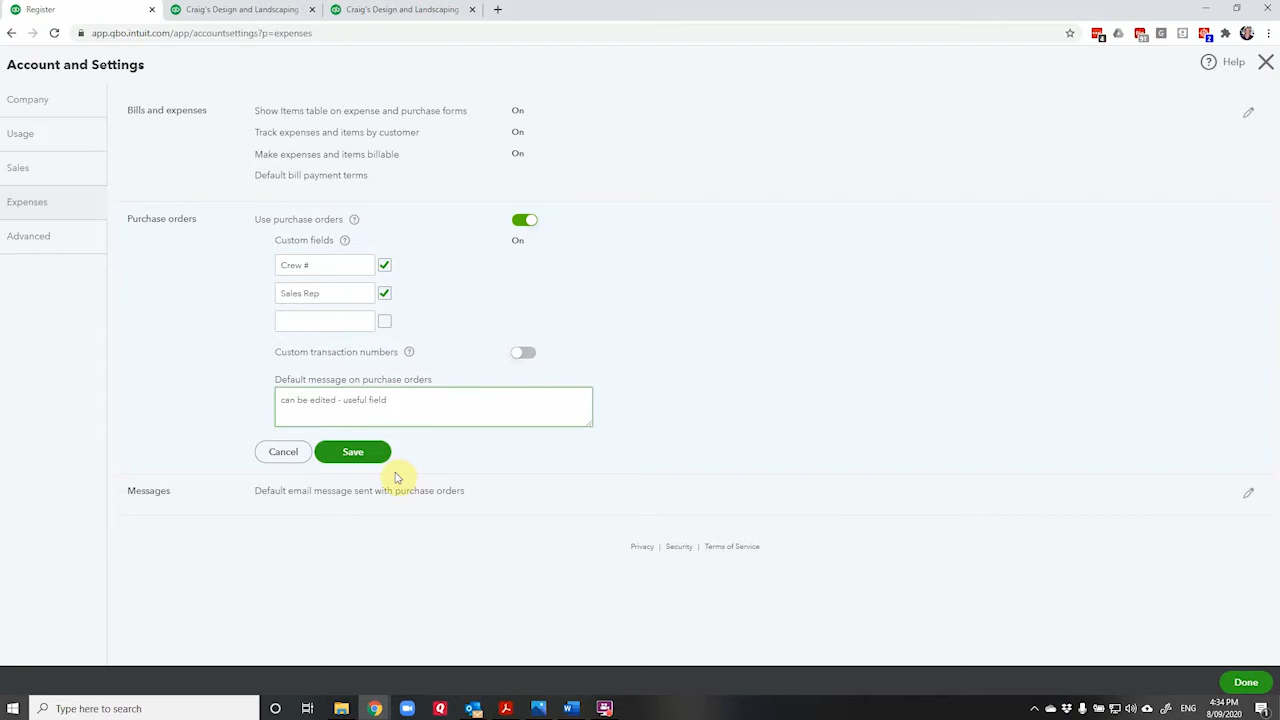 Register
Craig's Design and Landscaping
Craig's Design and Landscaping
app.qbo.intuit.com/app/accountsettings?p=expenses
Account and Settings
Help
Company
Usage
Sales
Expenses
Advanced
Bills and expenses
Show Items table on expense and purchase forms On
Track expenses and items by customer On
Make expenses and items billable On
Default bill payment terms
Purchase orders
Use purchase orders
Custom fields On
Crew #
Sales Rep
Custom transaction numbers
Default message on purchase orders
can be edited - useful field
Cancel Save
Messages
Default email message sent with purchase orders
Privacy | Security | Terms of Service
Done
Type here to search
ENG
4:34 PM
8/09/2020